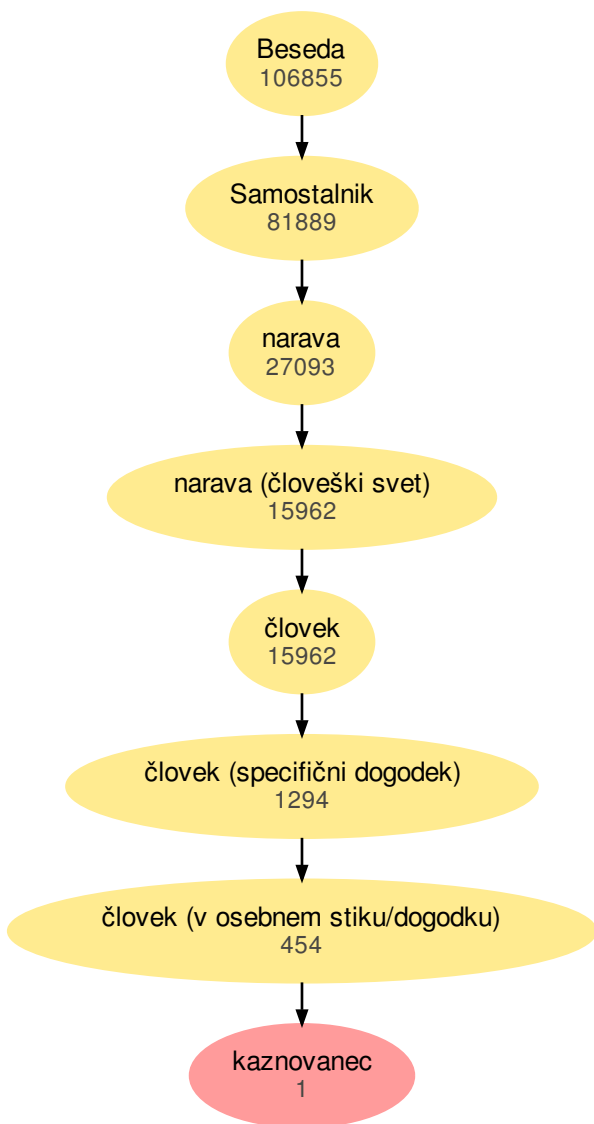 Beseda
106855
Samostalnik
81889
narava
27093
narava (človeški svet)
15962
človek
15962
človek (specifični dogodek)
1294
človek (v osebnem stiku/dogodku)
454
kaznovanec
1